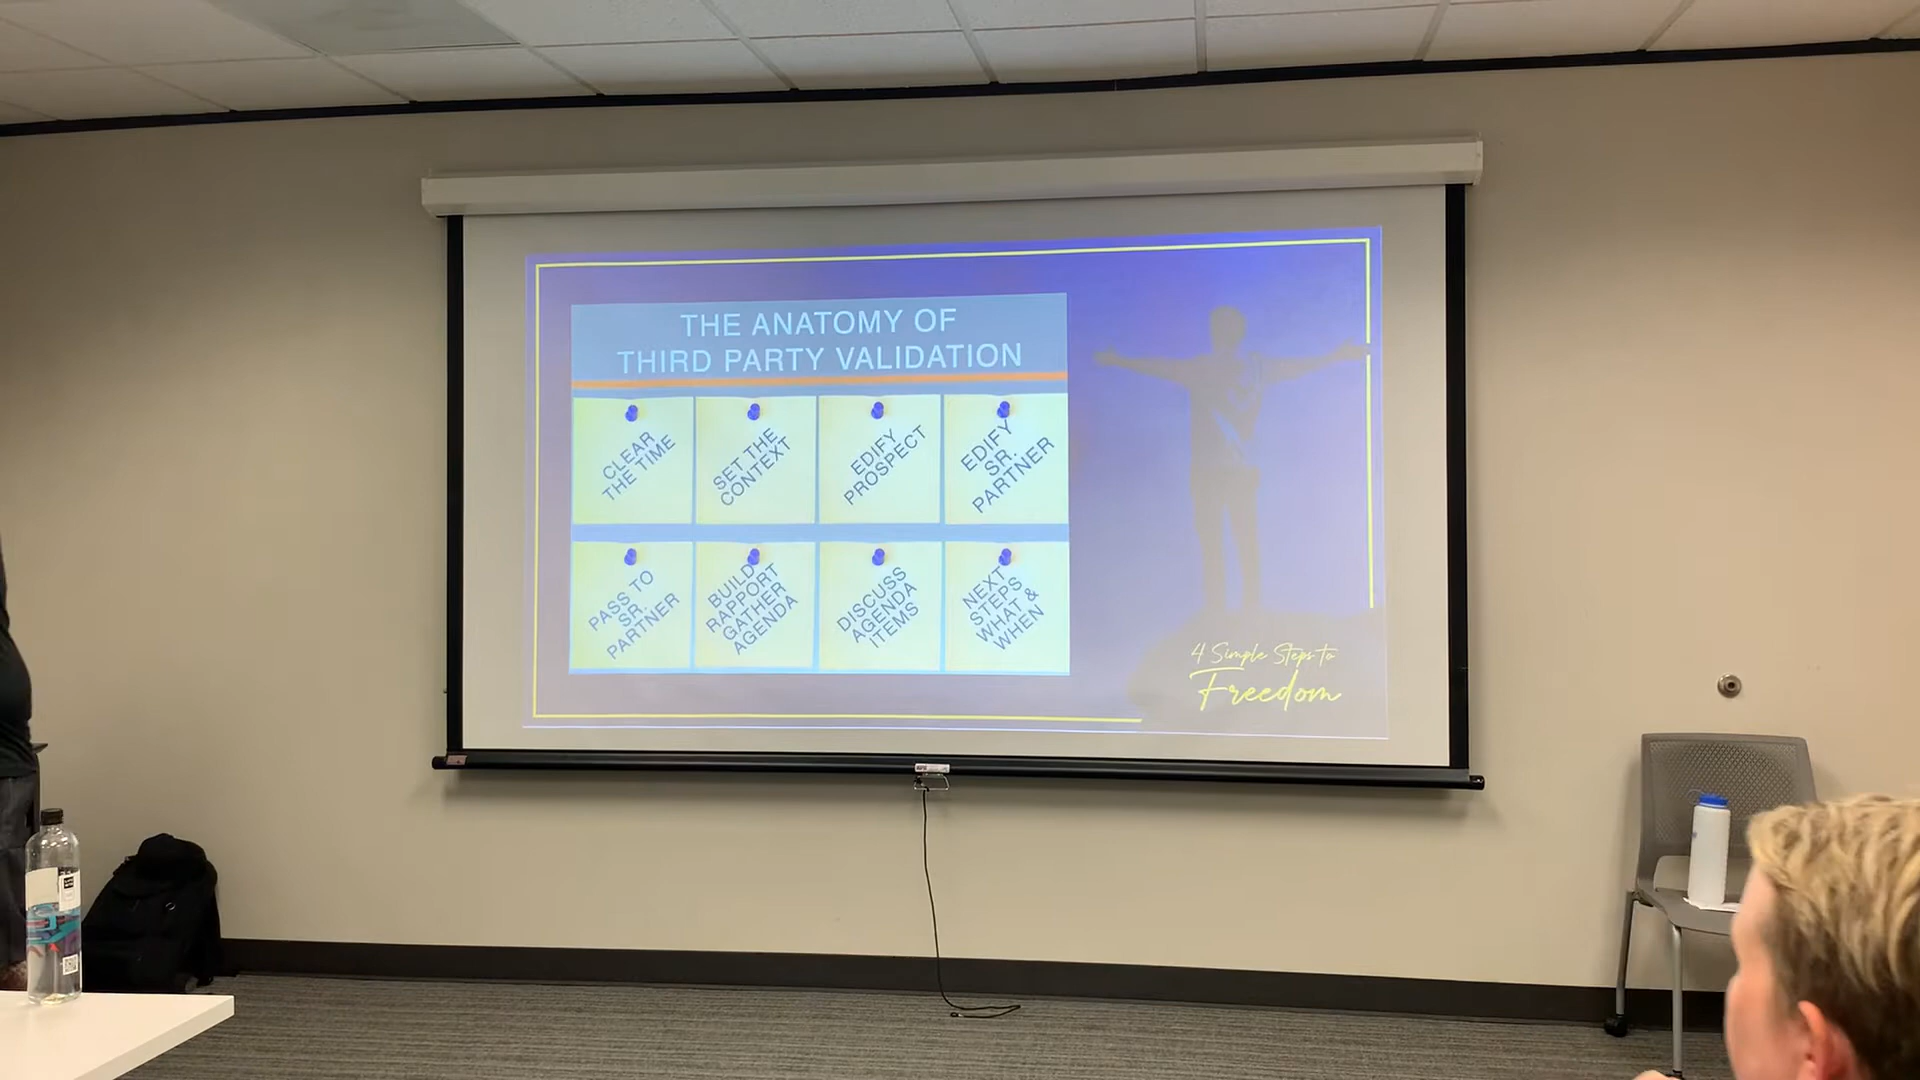 THE ANATOMY OF
THIRD PARTY VALIDATION
CLEAR
THE TIME
SET THE
CONTEXT
EDIFY
PROSPECT
EDIFY
SR.
PARTNER
PASS TO
SR.
PARTNER
BUILD
RAPPORT
GATHER
AGENDA
DISCUSS
AGENDA
ITEMS
NEXT
STEPS
WHAT &
WHEN
4 Simple Steps to
Freedom